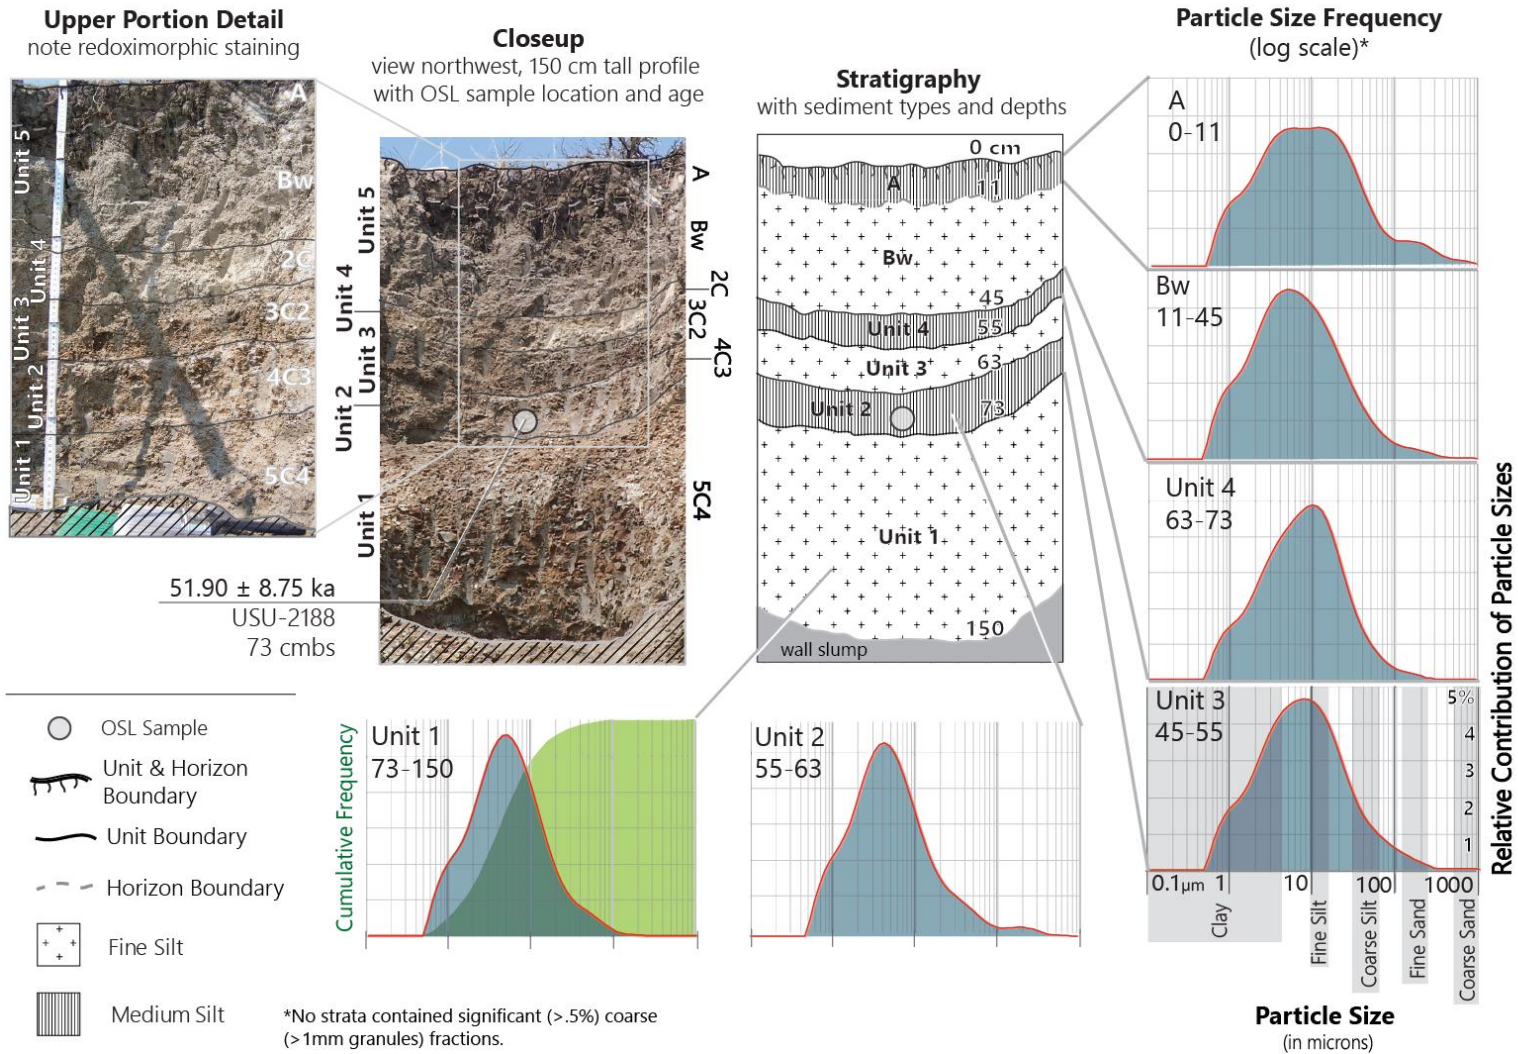 Upper Portion Detail
note redoximorphic staining
A
Bw
2C
3C2
4C3
5C4
Unit 5
Unit 4
Unit 3
Unit 2
Unit 1
Closeup
view northwest, 150 cm tall profile
with OSL sample location and age
Unit 5
Unit 4
Unit 3
Unit 2
Unit 1
A
Bw
2C
3C2
4C3
5C4
51.90 ± 8.75 ka
USU-2188
73 cmbs
Stratigraphy
with sediment types and depths
0 cm
A
11
Bw
45
Unit 4
55
Unit 3
63
Unit 2
73
Unit 1
150
wall slump
Particle Size Frequency
(log scale)*
A
0-11
Bw
11-45
Unit 4
63-73
Unit 3
45-55
5%
4
3
2
1
0.1µm
1
10
100
1000
Clay
Fine Silt
Coarse Silt
Fine Sand
Coarse Sand
Particle Size
(in microns)
Relative Contribution of Particle Sizes
Cumulative Frequency
Unit 1
73-150
Unit 2
55-63
OSL Sample
Unit & Horizon
Boundary
Unit Boundary
Horizon Boundary
Fine Silt
Medium Silt
*No strata contained significant (>.5%) coarse
(>1mm granules) fractions.